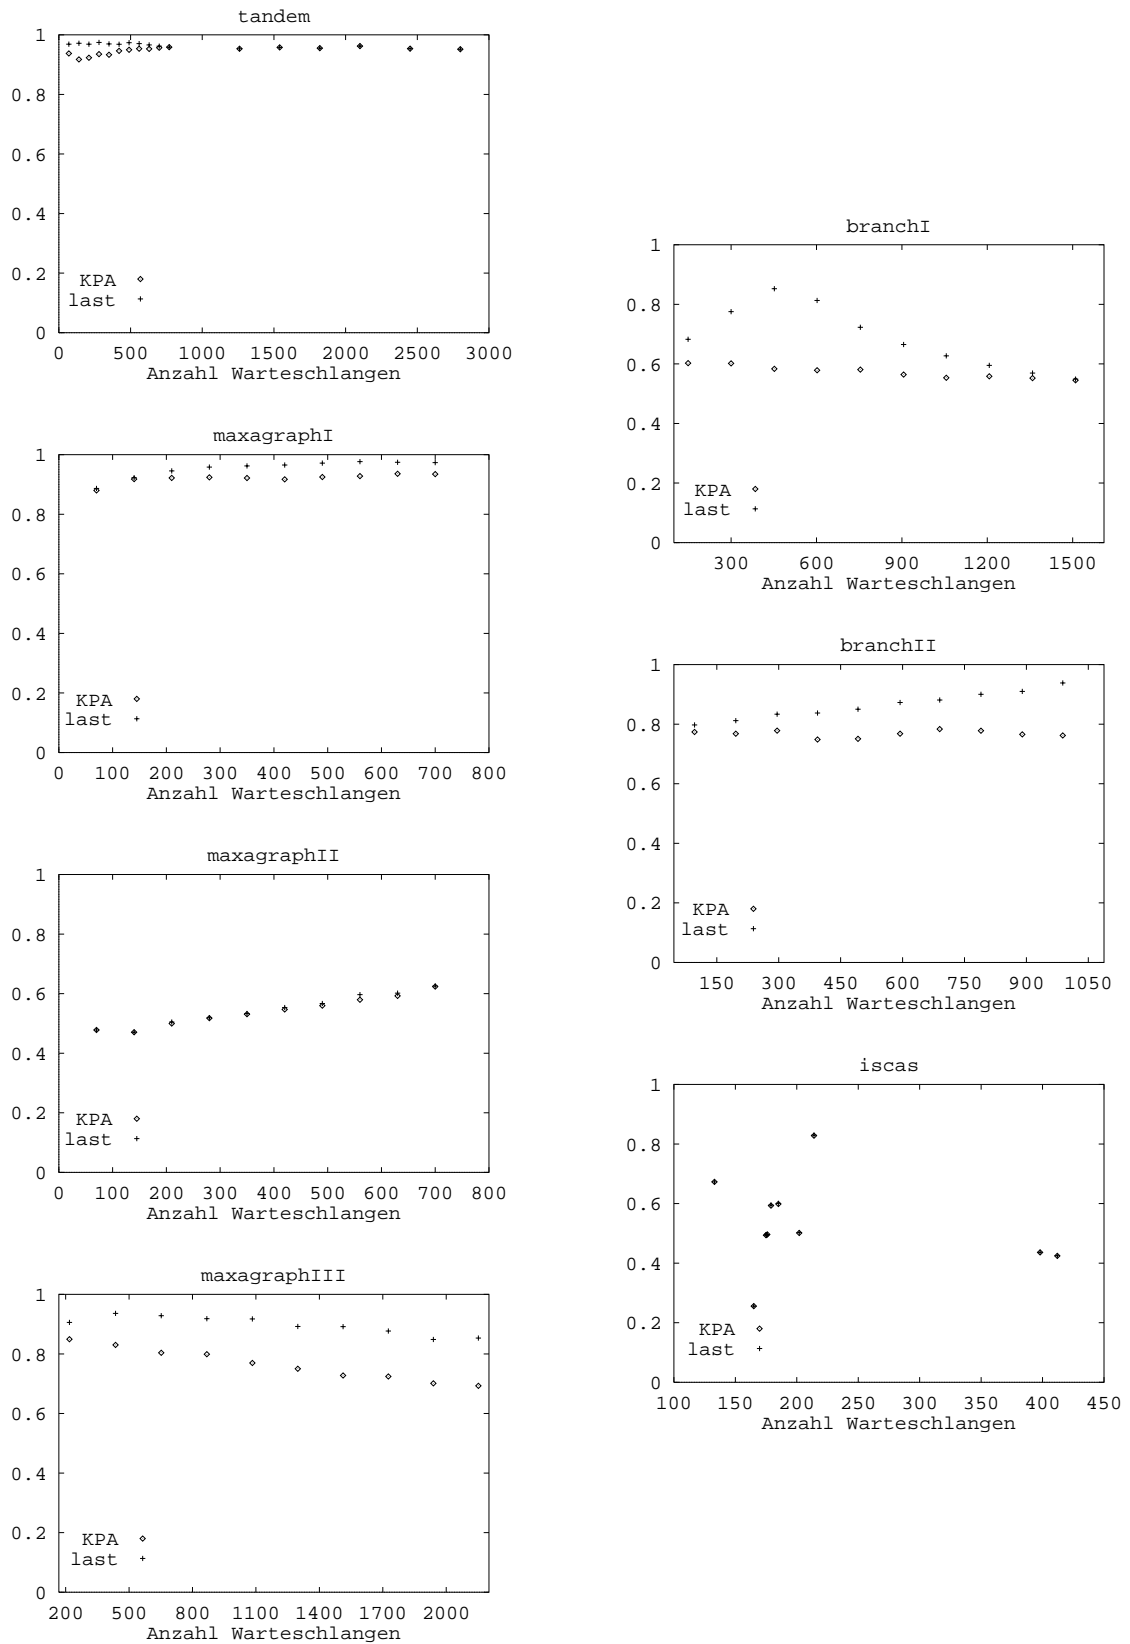 tandem
1
0.8
0.6
0.4
0.2
0
KPA
last
0 500 1000 1500 2000 2500 3000
Anzahl Warteschlangen
maxagraphI
1
0.8
0.6
0.4
0.2
0
KPA
last
0 100 200 300 400 500 600 700 800
Anzahl Warteschlangen
maxagraphII
1
0.8
0.6
0.4
0.2
0
KPA
last
0 100 200 300 400 500 600 700 800
Anzahl Warteschlangen
maxagraphIII
1
0.8
0.6
0.4
0.2
0
KPA
last
200 500 800 1100 1400 1700 2000
Anzahl Warteschlangen
branchI
1
0.8
0.6
0.4
0.2
0
KPA
last
300 600 900 1200 1500
Anzahl Warteschlangen
branchII
1
0.8
0.6
0.4
0.2
0
KPA
last
150 300 450 600 750 900 1050
Anzahl Warteschlangen
iscas
1
0.8
0.6
0.4
0.2
0
KPA
last
100 150 200 250 300 350 400 450
Anzahl Warteschlangen